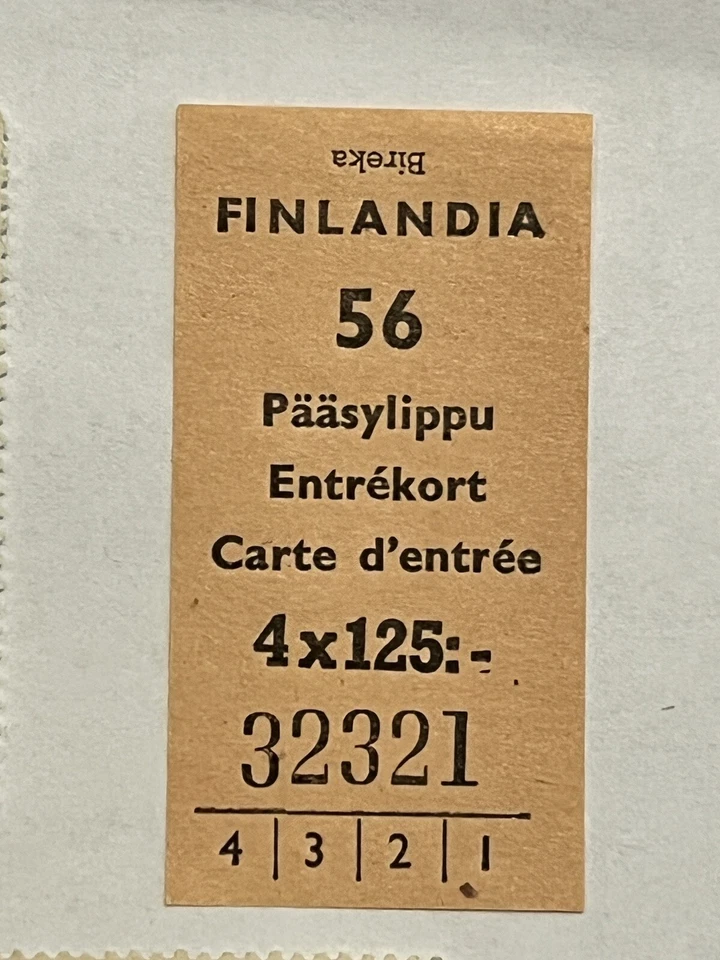 Bireka
FINLANDIA
56
Pääsylippu
Entrékort
Carte d'entrée
4x125:-
32321
4 | 3 | 2 | 1